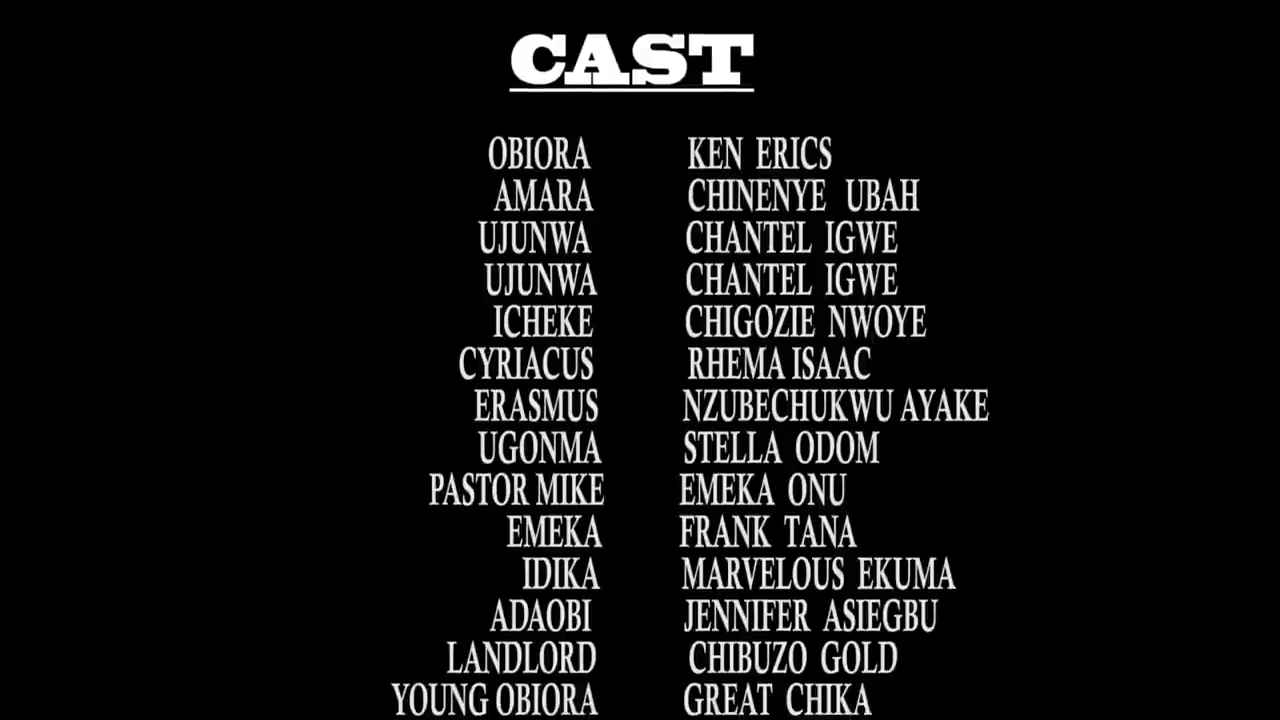 CAST
OBIORA KEN ERICS
AMARA CHINENYE UBAH
UJUNWA CHANTEL IGWE
UJUNWA CHANTEL IGWE
ICHEKE CHIGOZIE NWOYE
CYRIACUS RHEMA ISAAC
ERASMUS NZUBECHUKWU AYAKE
UGONMA STELLA ODOM
PASTOR MIKE EMEKA ONU
EMEKA FRANK TANA
IDIKA MARVELOUS EKUMA
ADAOBI JENNIFER ASIEGBU
LANDLORD CHIBUZO GOLD
YOUNG OBIORA GREAT CHIKA